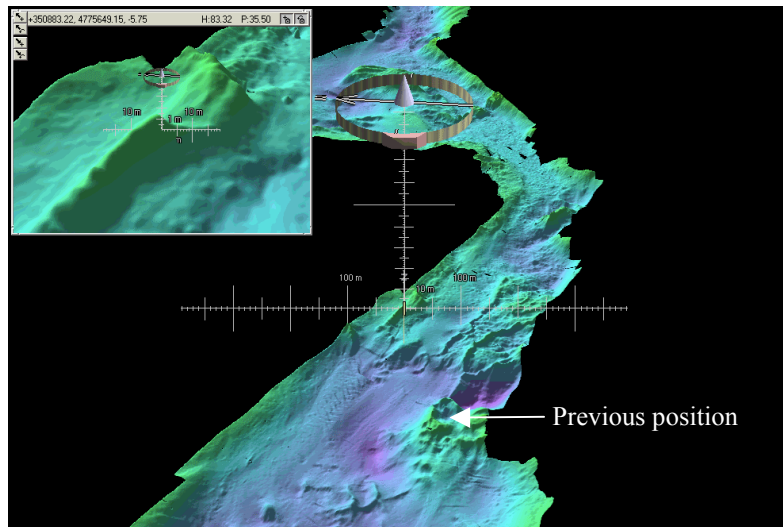 +350883.22, 4775649.15, -5.75 H:83.32 P:35.50
10 m 10 m
1 m
100 m 100 m
10 m
Previous position